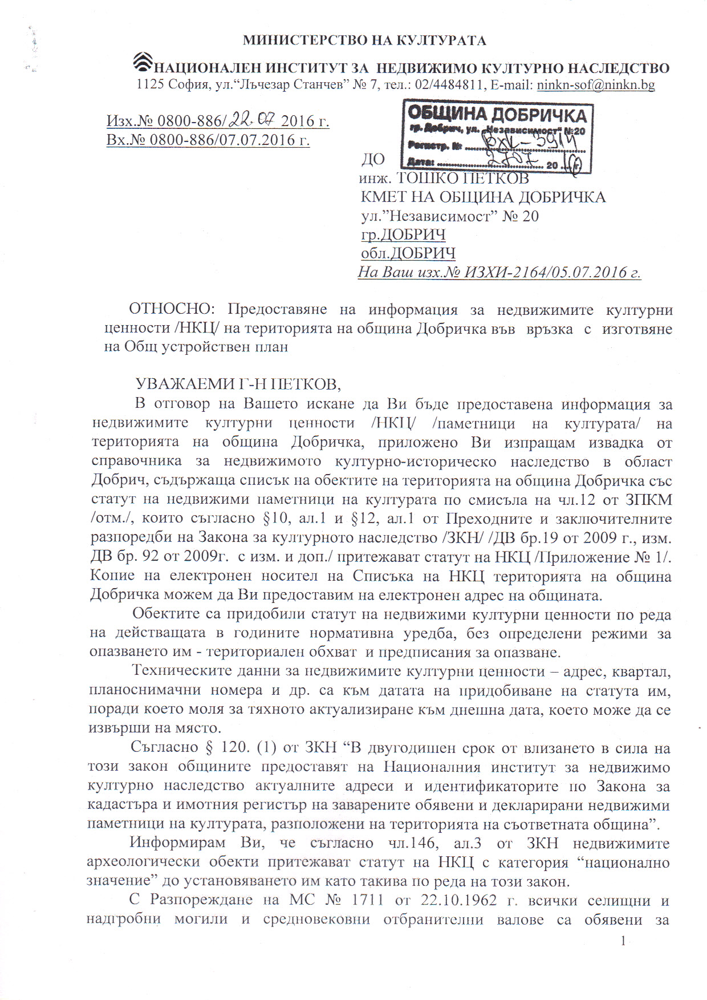 МИНИСТЕРСТВО НА КУЛТУРАТА
НАЦИОНАЛЕН ИНСТИТУТ ЗА НЕДВИЖИМО КУЛТУРНО НАСЛЕДСТВО
1125 София, ул.“Лъчезар Станчев” № 7, тел.: 02/4484811, E-mail: ninkn-sof@ninkn.bg
Изх.№ 0800-886/22.07 2016 г.
Вх.№ 0800-886/07.07.2016 г.
ОБЩИНА ДОБРИЧКА
гр. Добрич, ул. „Независимост“ №20
Регистр. №:
Дата: 2707 20 16 г.
ДО
инж. ТОШКО ПЕТКОВ
КМЕТ НА ОБЩИНА ДОБРИЧКА
ул.”Независимост” № 20
гр.ДОБРИЧ
обл.ДОБРИЧ
На Ваш изх.№ ИЗХИ-2164/05.07.2016 г.
ОТНОСНО: Предоставяне на информация за недвижимите културни
ценности /НКЦ/ на територията на община Добричка във връзка с изготвяне
на Общ устройствен план
УВАЖАЕМИ Г-Н ПЕТКОВ,
В отговор на Вашето искане да Ви бъде предоставена информация за
недвижимите културни ценности /НКЦ/ /паметници на културата/ на
територията на община Добричка, приложено Ви изпращам извадка от
справочника за недвижимото културно-историческо наследство в област
Добрич, съдържаща списък на обектите на територията на община Добричка със
статут на недвижими паметници на културата по смисъла на чл.12 от ЗПКМ
/отм./, които съгласно §10, ал.1 и §12, ал.1 от Преходните и заключителните
разпоредби на Закона за културното наследство /ЗКН/ /ДВ бр.19 от 2009 г., изм.
ДВ бр. 92 от 2009г. с изм. и доп./ притежават статут на НКЦ /Приложение № 1/.
Копие на електронен носител на Списъка на НКЦ територията на община
Добричка можем да Ви предоставим на електронен адрес на общината.
Обектите са придобили статут на недвижими културни ценности по реда
на действащата в годините нормативна уредба, без определени режими за
опазването им - териториален обхват и предписания за опазване.
Техническите данни за недвижимите културни ценности – адрес, квартал,
планоснимачни номера и др. са към датата на придобиване на статута им,
поради което моля за тяхното актуализиране към днешна дата, което може да се
извърши на място.
Съгласно § 120. (1) от ЗКН “В двугодишен срок от влизането в сила на
този закон общините предоставят на Националния институт за недвижимо
културно наследство актуалните адреси и идентификаторите по Закона за
кадастъра и имотния регистър на заварените обявени и декларирани недвижими
паметници на културата, разположени на територията на съответната община”.
Информирам Ви, че съгласно чл.146, ал.3 от ЗКН недвижимите
археологически обекти притежават статут на НКЦ с категория “национално
значение” до установяването им като такива по реда на този закон.
С Разпореждане на МС № 1711 от 22.10.1962 г. всички селищни и
надгробни могили и средновековни отбранителни валове са обявени за
1